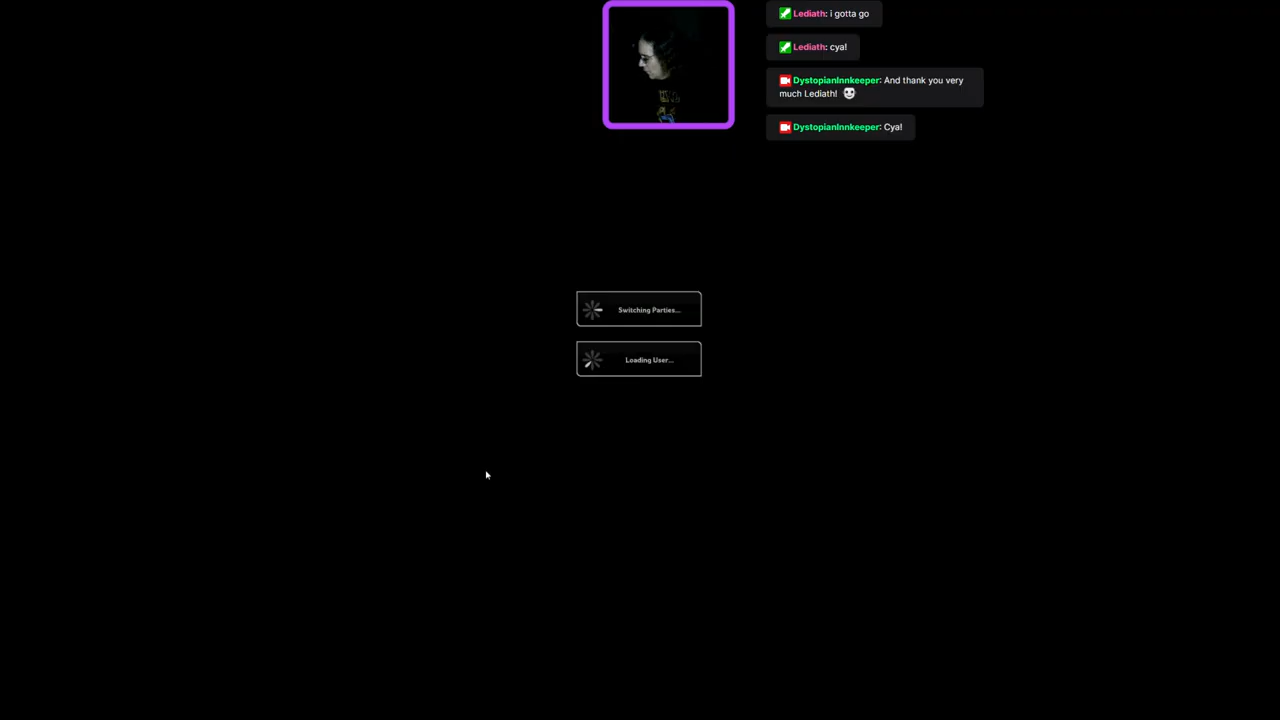 Lediath: i gotta go
Lediath: cya!
DystopianInnkeeper: And thank you very
much Lediath!
DystopianInnkeeper: Cya!
Switching Parties...
Loading User...